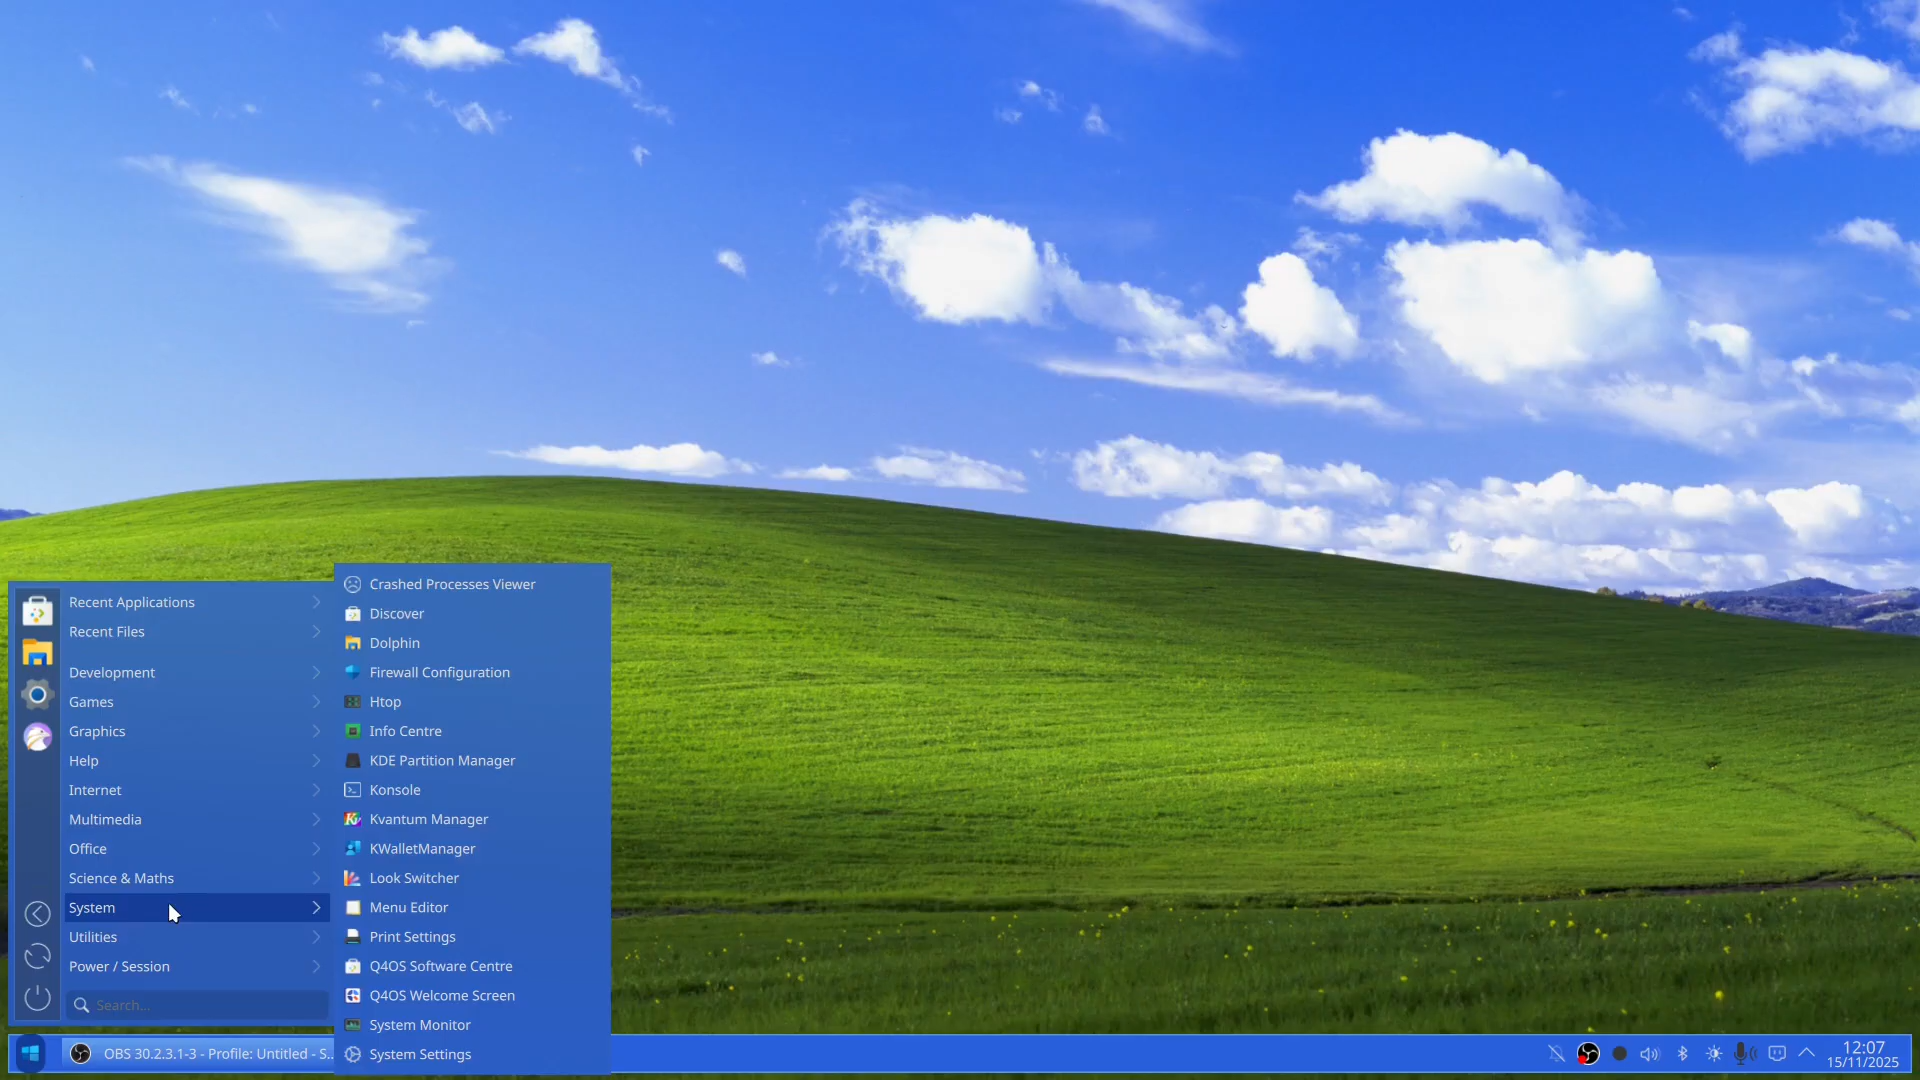 Recent Applications
Recent Files
Development
Games
Graphics
Help
Internet
Multimedia
Office
Science & Maths
System
Utilities
Power / Session
Search...
Crashed Processes Viewer
Discover
Dolphin
Firewall Configuration
Htop
Info Centre
KDE Partition Manager
Konsole
Kvantum Manager
KWalletManager
Look Switcher
Menu Editor
Print Settings
Q4OS Software Centre
Q4OS Welcome Screen
System Monitor
System Settings
OBS 30.2.3.1-3 - Profile: Untitled - S...
12:07
15/11/2025